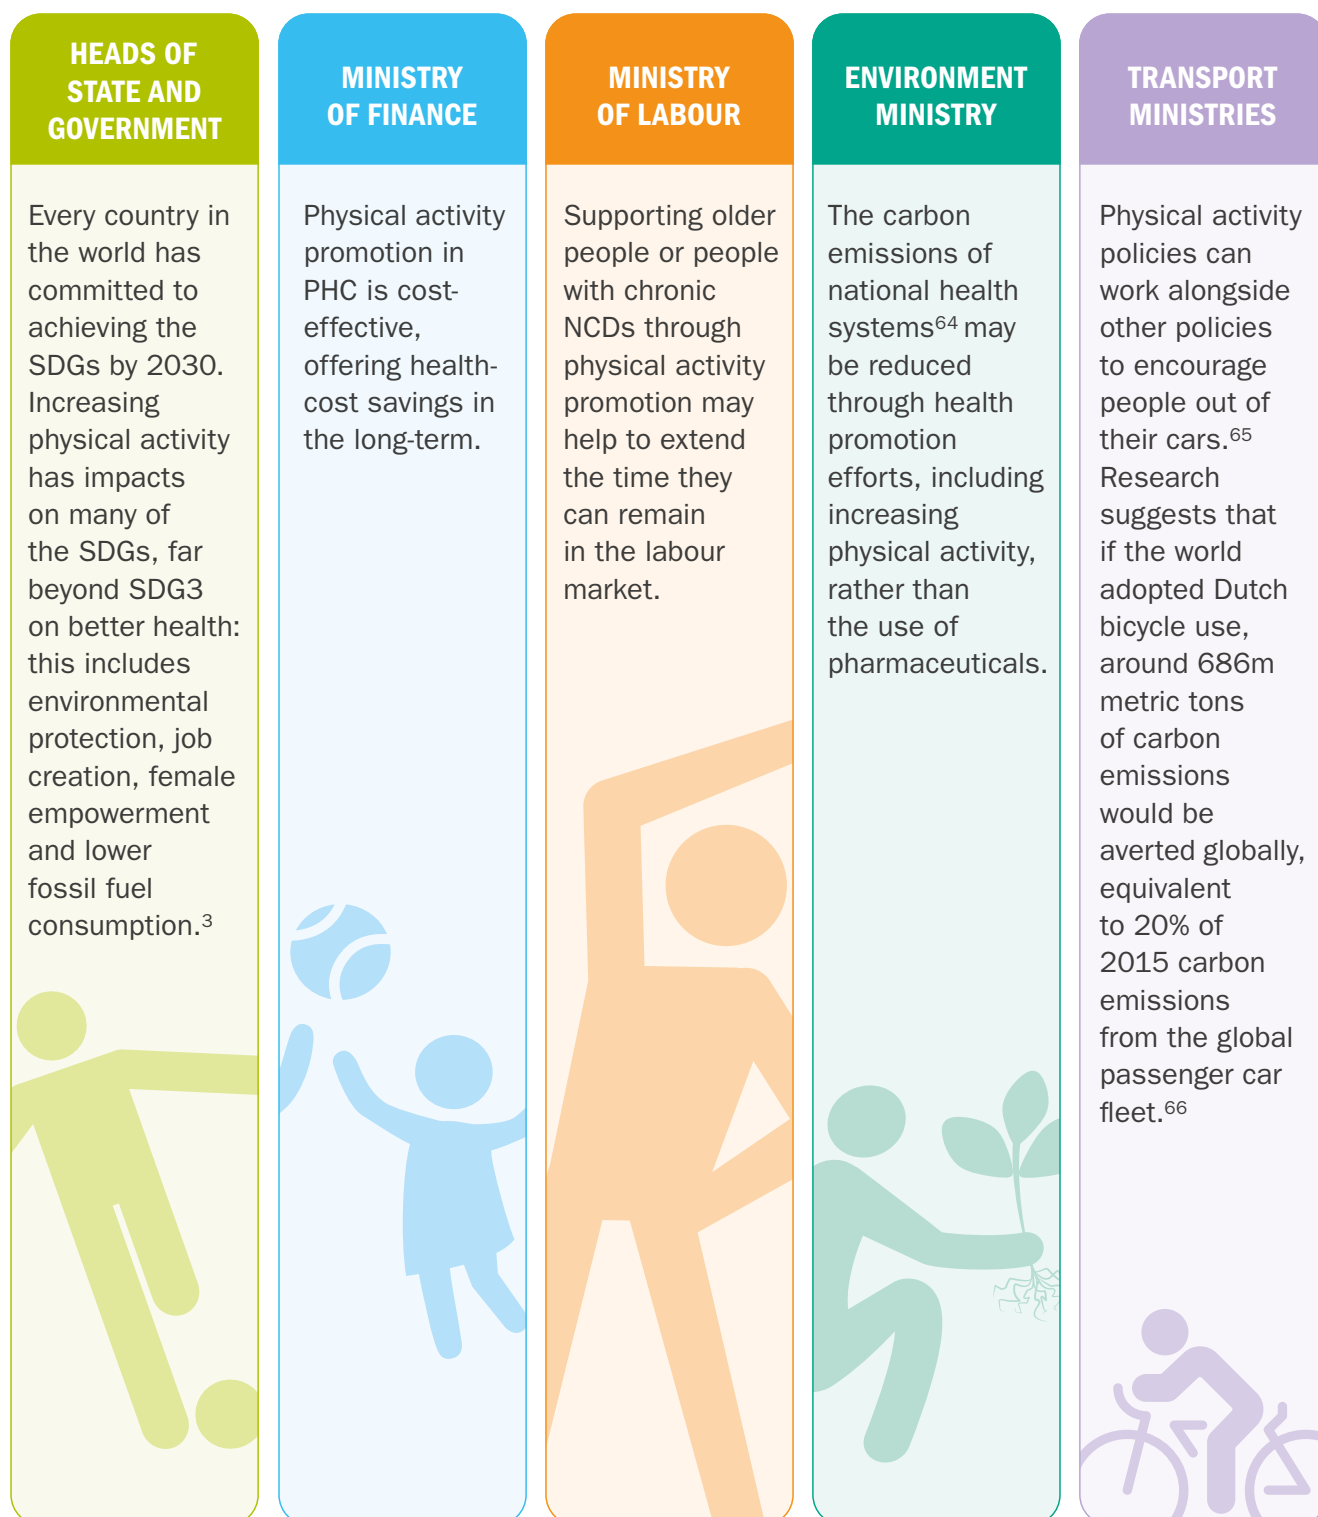 HEADS OF
STATE AND
GOVERNMENT
Every country in
the world has
committed to
achieving the
SDGs by 2030.
Increasing
physical activity
has impacts
on many of
the SDGs, far
beyond SDG3
on better health:
this includes
environmental
protection, job
creation, female
empowerment
and lower
fossil fuel
consumption.³
MINISTRY
OF FINANCE
Physical activity
promotion in
PHC is cost-
effective,
offering health-
cost savings in
the long-term.
MINISTRY
OF LABOUR
Supporting older
people or people
with chronic
NCDs through
physical activity
promotion may
help to extend
the time they
can remain
in the labour
market.
ENVIRONMENT
MINISTRY
The carbon
emissions of
national health
systems⁶⁴ may
be reduced
through health
promotion
efforts, including
increasing
physical activity,
rather than
the use of
pharmaceuticals.
TRANSPORT
MINISTRIES
Physical activity
policies can
work alongside
other policies
to encourage
people out of
their cars.⁶⁵
Research
suggests that
if the world
adopted Dutch
bicycle use,
around 686m
metric tons
of carbon
emissions
would be
averted globally,
equivalent
to 20% of
2015 carbon
emissions
from the global
passenger car
fleet.⁶⁶